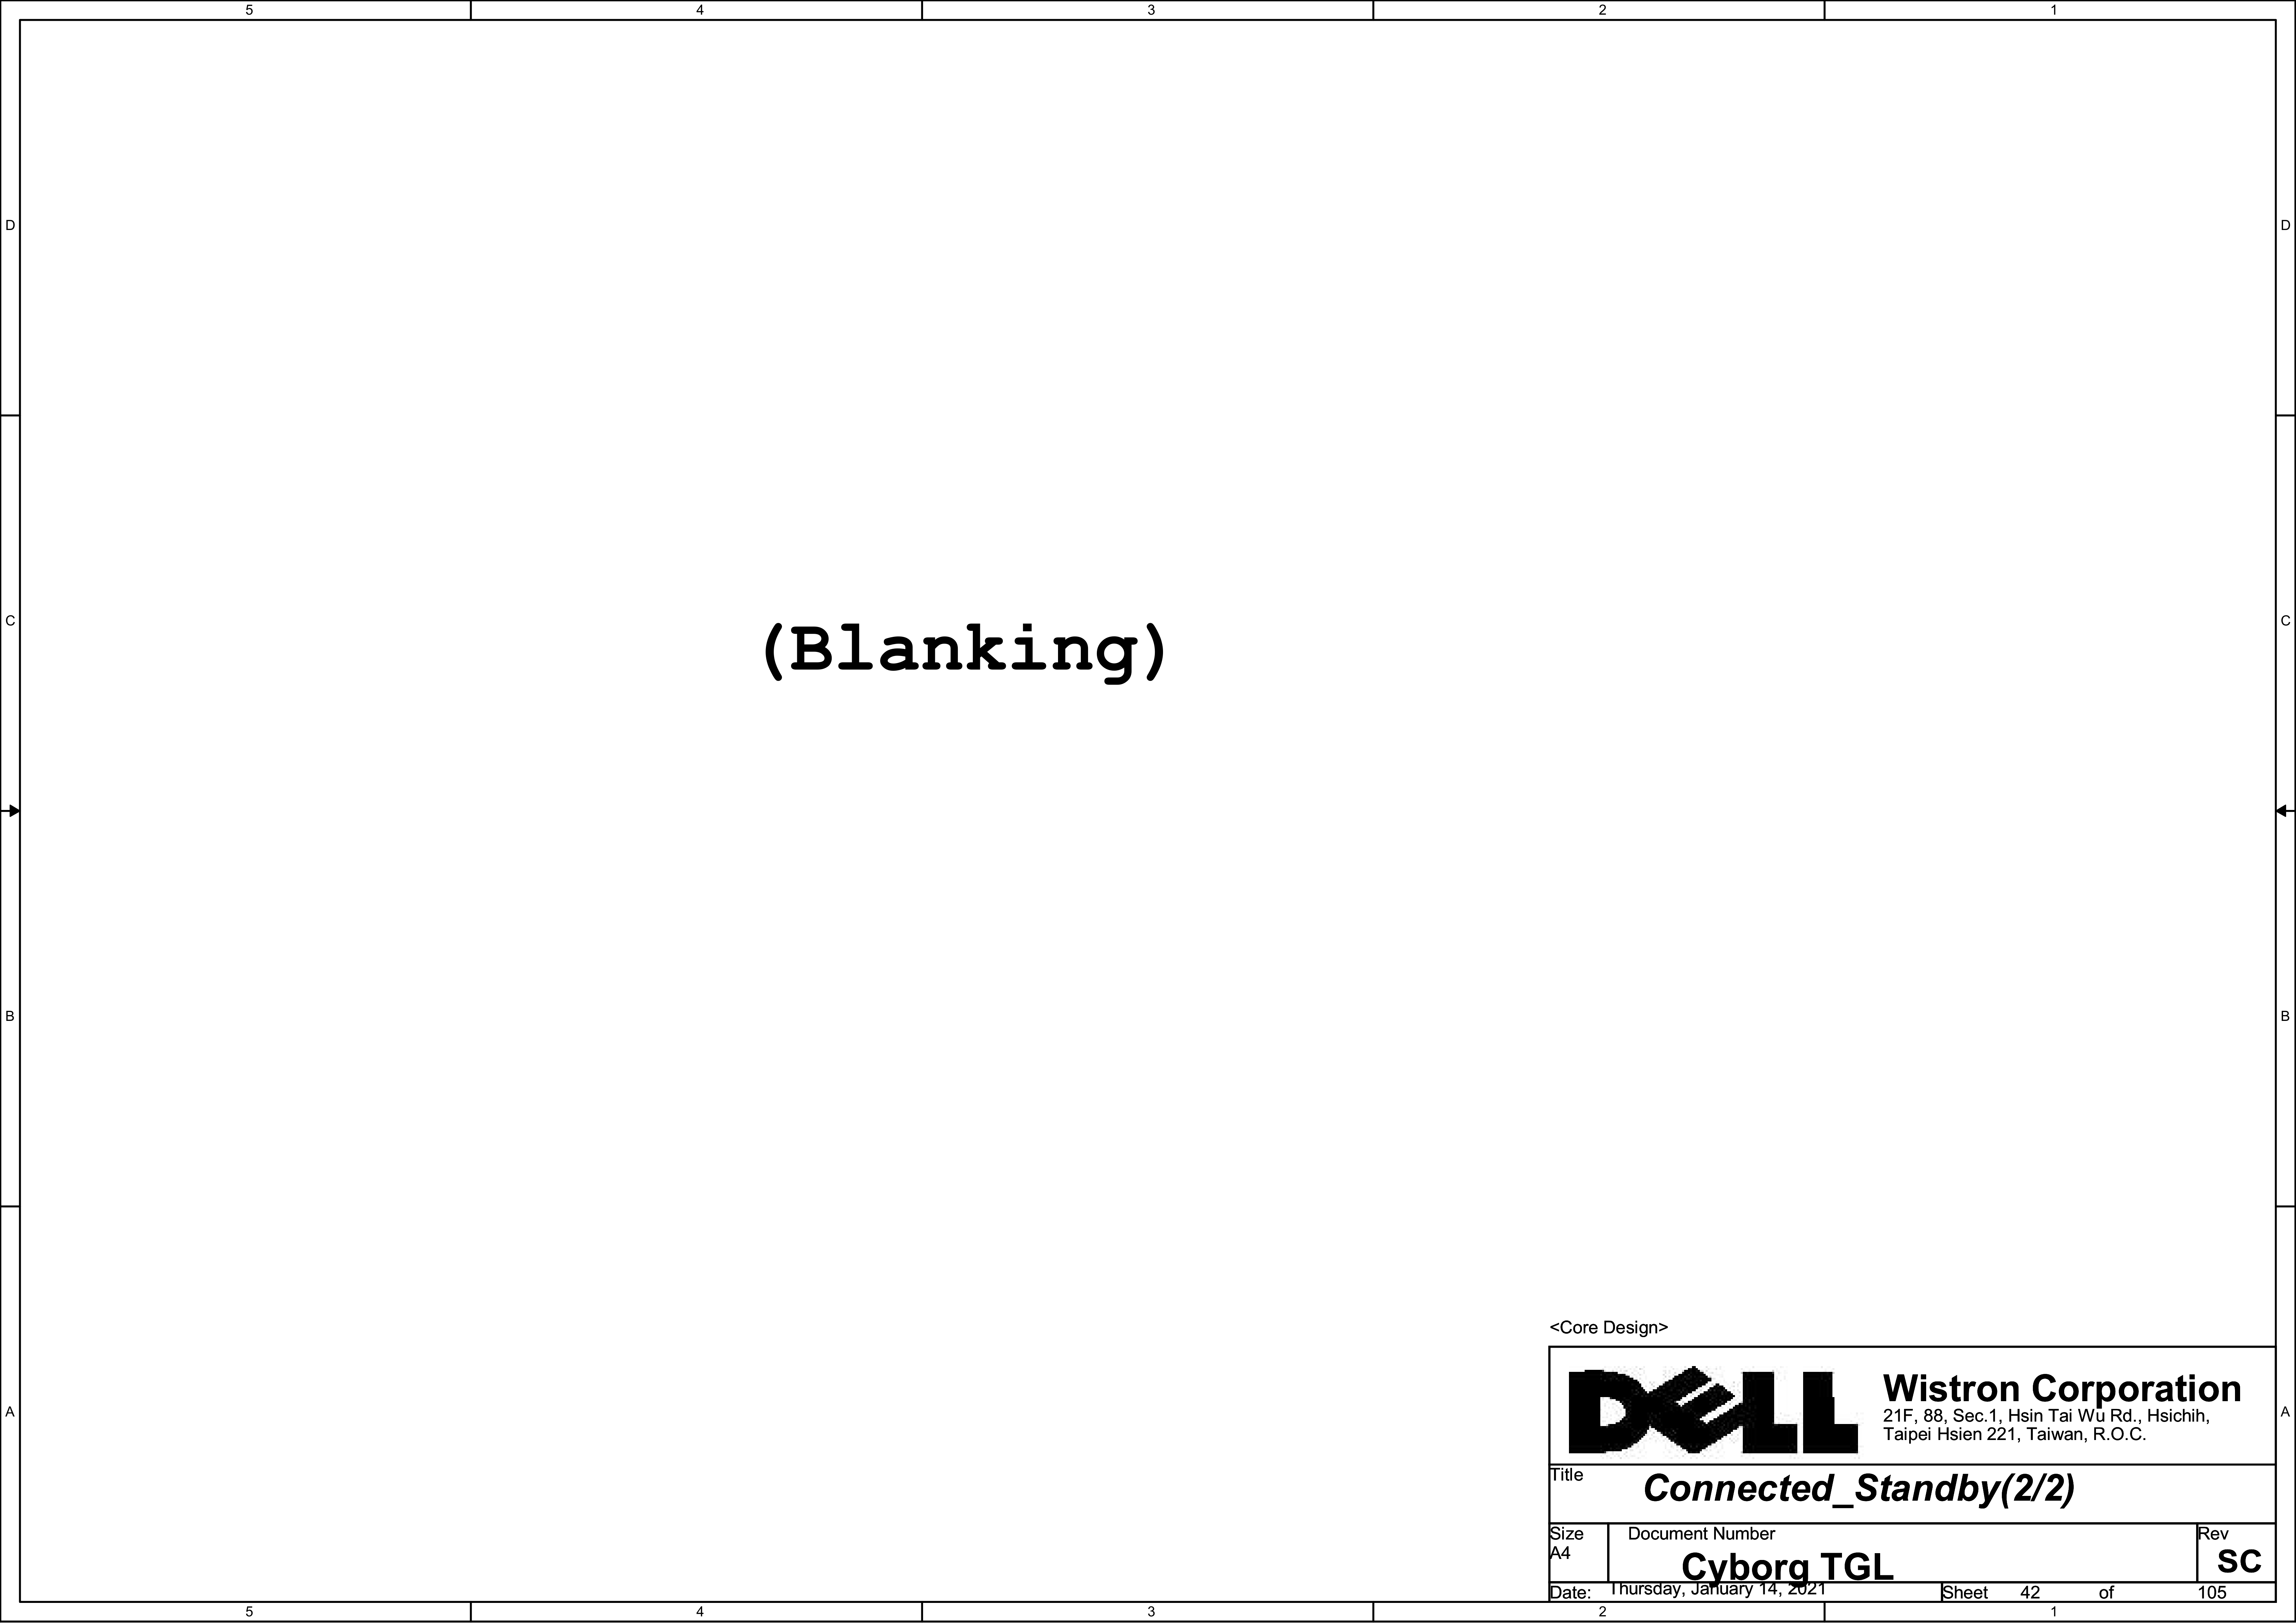 5 4 3 2 1
D D
C C
(Blanking)
B B
<Core Design>
DELL
Wistron Corporation
21F, 88, Sec.1, Hsin Tai Wu Rd., Hsichih,
Taipei Hsien 221, Taiwan, R.O.C.
A A
Title
Connected_Standby(2/2)
Size Document Number Rev
A4 Cyborg TGL SC
Date: Thursday, January 14, 2021 Sheet 42 of 105
5 4 3 2 1